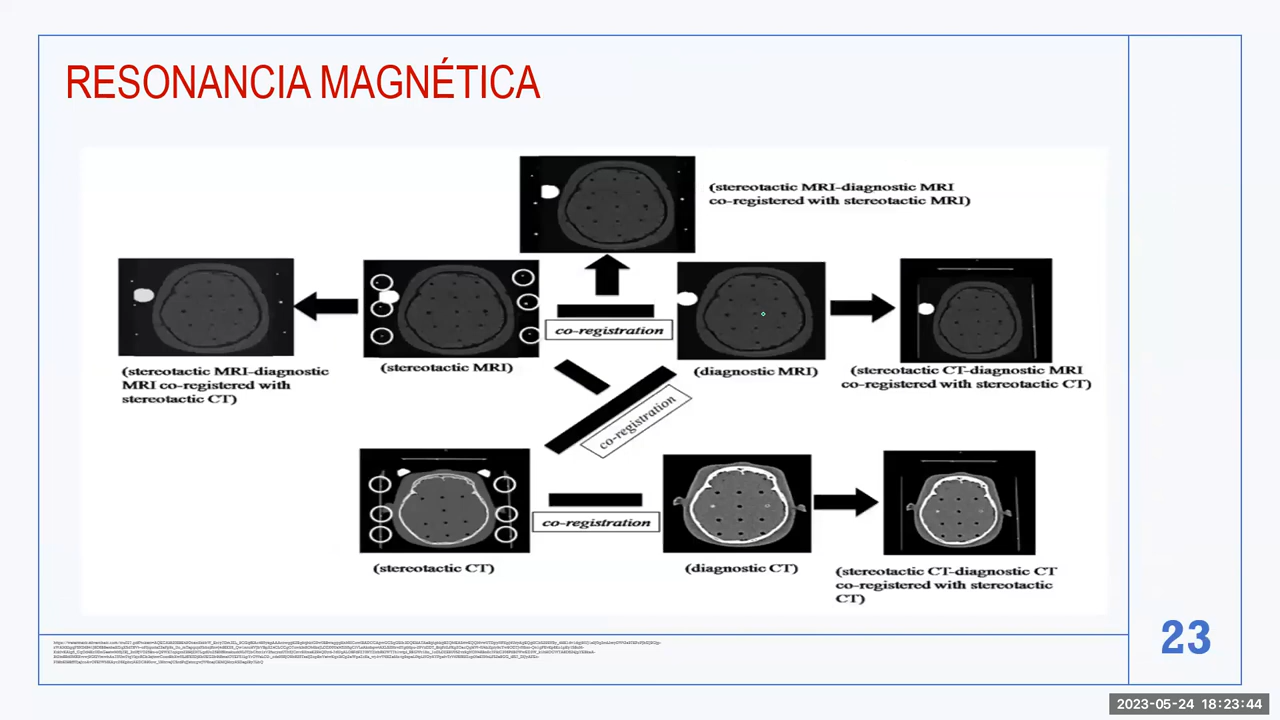 RESONANCIA MAGNÉTICA
(stereotactic MRI-diagnostic MRI
co-registered with stereotactic MRI)
co-registration
(stereotactic MRI-diagnostic
MRI co-registered with
stereotactic CT)
(stereotactic MRI)
(diagnostic MRI)
(stereotactic CT-diagnostic MRI
co-registered with stereotactic CT)
co-registration
co-registration
(stereotactic CT)
(diagnostic CT)
(stereotactic CT-diagnostic CT
co-registered with stereotactic
CT)
23
2023-05-24 18:23:44